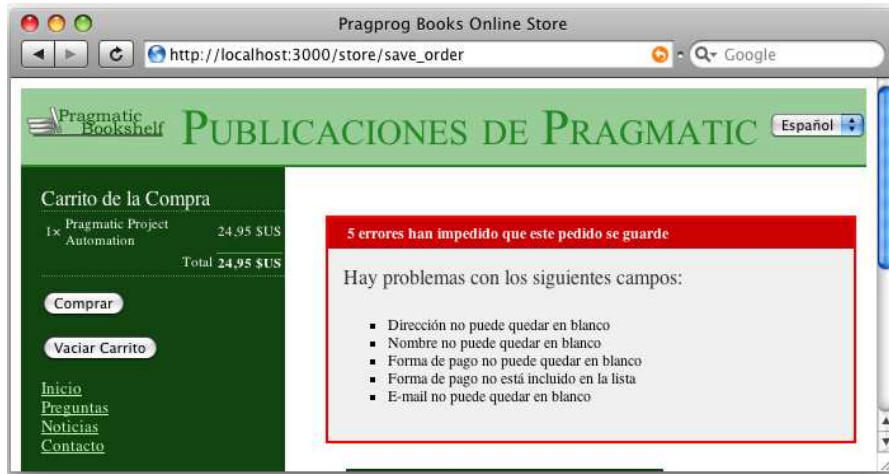 Pragprog Books Online Store
http://localhost:3000/store/save_order
Google
Pragmatic
Bookshelf
PUBLICACIONES DE PRAGMATIC
Español
Carrito de la Compra
1× Pragmatic Project
Automation
24,95 $US
Total 24,95 $US
Comprar
Vaciar Carrito
Inicio
Preguntas
Noticias
Contacto
5 errores han impedido que este pedido se guarde
Hay problemas con los siguientes campos:
Dirección no puede quedar en blanco
Nombre no puede quedar en blanco
Forma de pago no puede quedar en blanco
Forma de pago no está incluido en la lista
E-mail no puede quedar en blanco